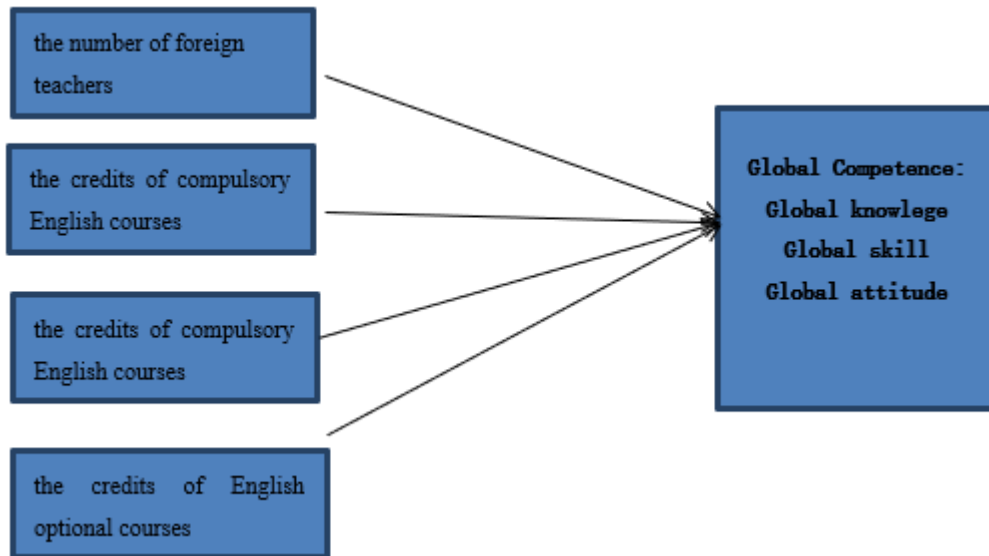 the number of foreign
teachers
the credits of compulsory
English courses
the credits of compulsory
English courses
the credits of English
optional courses
Global Competence:
Global knowlege
Global skill
Global attitude